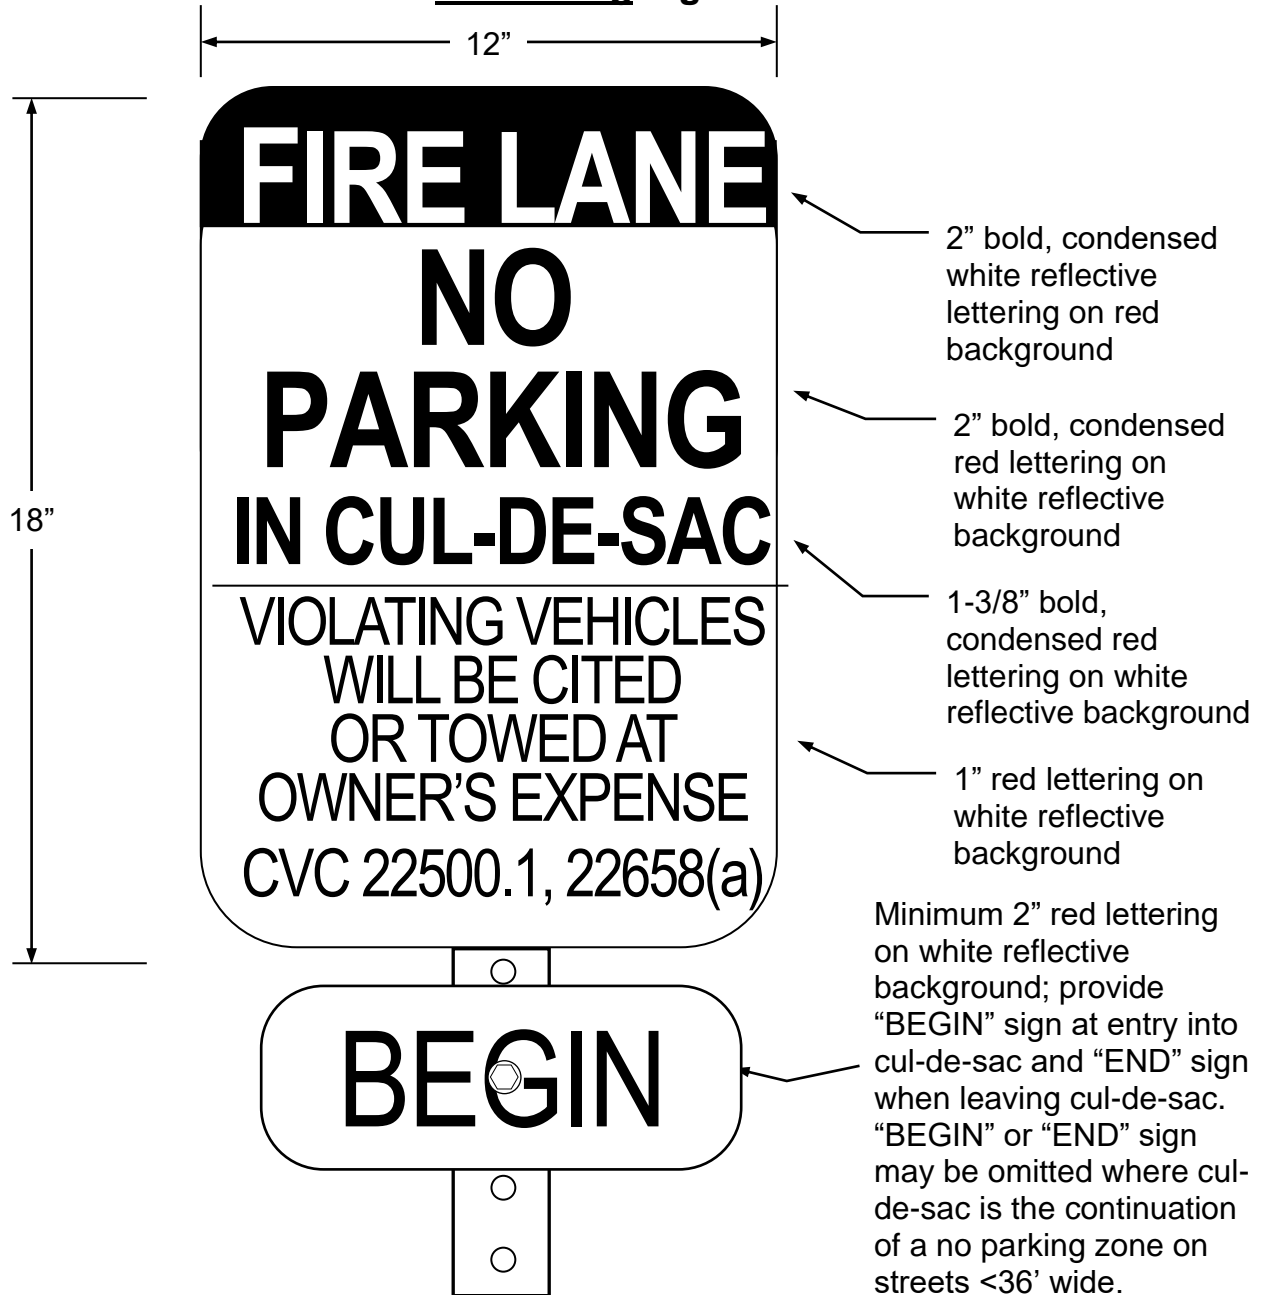 12”
FIRE LANE
NO
PARKING
IN CUL-DE-SAC
VIOLATING VEHICLES
WILL BE CITED
OR TOWED AT
OWNER’S EXPENSE
CVC 22500.1, 22658(a)
BEGIN
18”
2” bold, condensed
white reflective
lettering on red
background
2” bold, condensed
red lettering on
white reflective
background
1-3/8” bold,
condensed red
lettering on white
reflective background
1” red lettering on
white reflective
background
Minimum 2” red lettering
on white reflective
background; provide
“BEGIN” sign at entry into
cul-de-sac and “END” sign
when leaving cul-de-sac.
“BEGIN” or “END” sign
may be omitted where cul-
de-sac is the continuation
of a no parking zone on
streets <36’ wide.